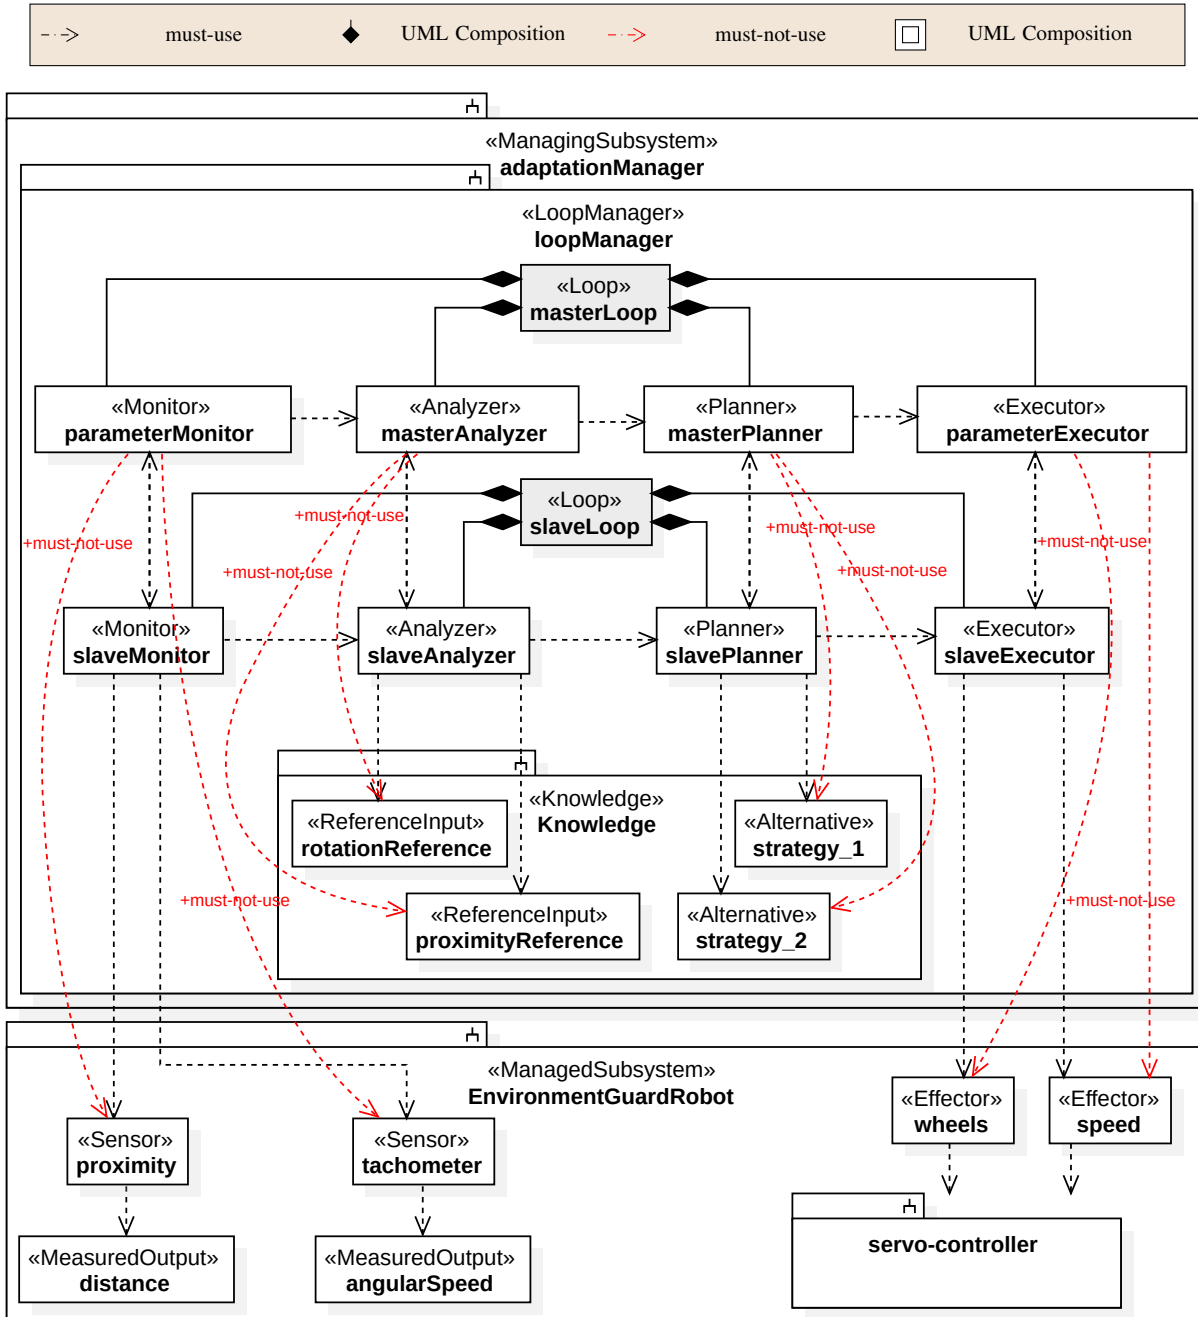 must-use
UML Composition
must-not-use
UML Composition
«ManagingSubsystem»
adaptationManager
«LoopManager»
loopManager
«Loop»
masterLoop
«Monitor»
parameterMonitor
«Analyzer»
masterAnalyzer
«Planner»
masterPlanner
«Executor»
parameterExecutor
«Loop»
slaveLoop
+must-not-use
+must-not-use
+must-not-use
+must-not-use
+must-not-use
+must-not-use
«Monitor»
slaveMonitor
«Analyzer»
slaveAnalyzer
«Planner»
slavePlanner
«Executor»
slaveExecutor
«Knowledge»
Knowledge
«ReferenceInput»
rotationReference
«Alternative»
strategy_1
+must-not-use
«ReferenceInput»
proximityReference
«Alternative»
strategy_2
+must-not-use
«ManagedSubsystem»
EnvironmentGuardRobot
«Effector»
wheels
«Effector»
speed
«Sensor»
proximity
«Sensor»
tachometer
«MeasuredOutput»
distance
«MeasuredOutput»
angularSpeed
servo-controller